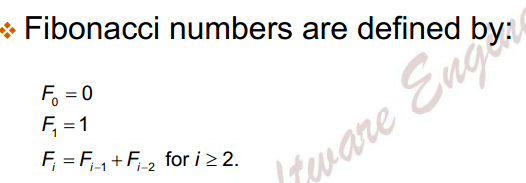 ❖ Fibonacci numbers are defined by:
F₀ = 0
F₁ = 1
Fᵢ = Fᵢ₋₁ + Fᵢ₋₂ for i ≥ 2.